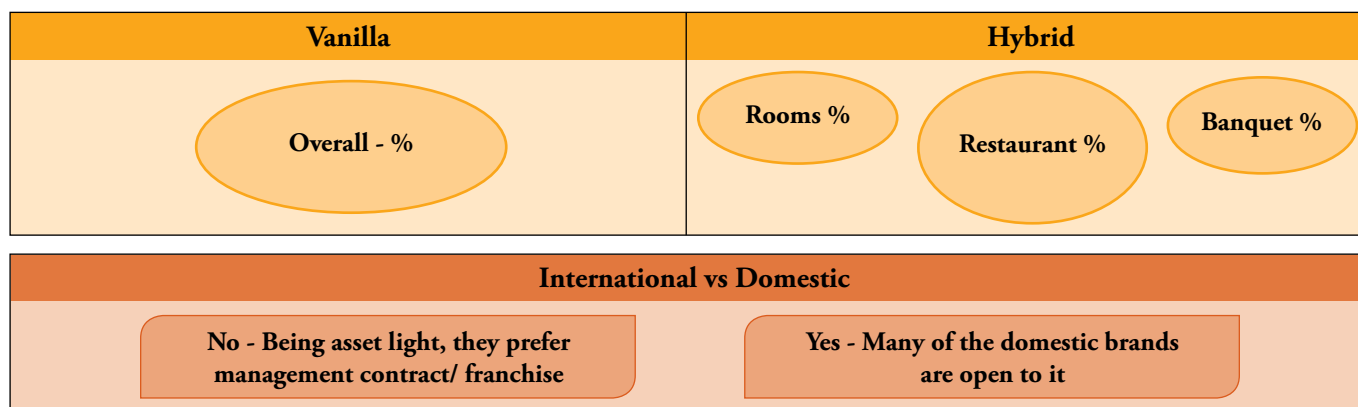 Vanilla
Hybrid
Overall - %
Rooms %
Restaurant %
Banquet %
International vs Domestic
No - Being asset light, they prefer
management contract/ franchise
Yes - Many of the domestic brands
are open to it